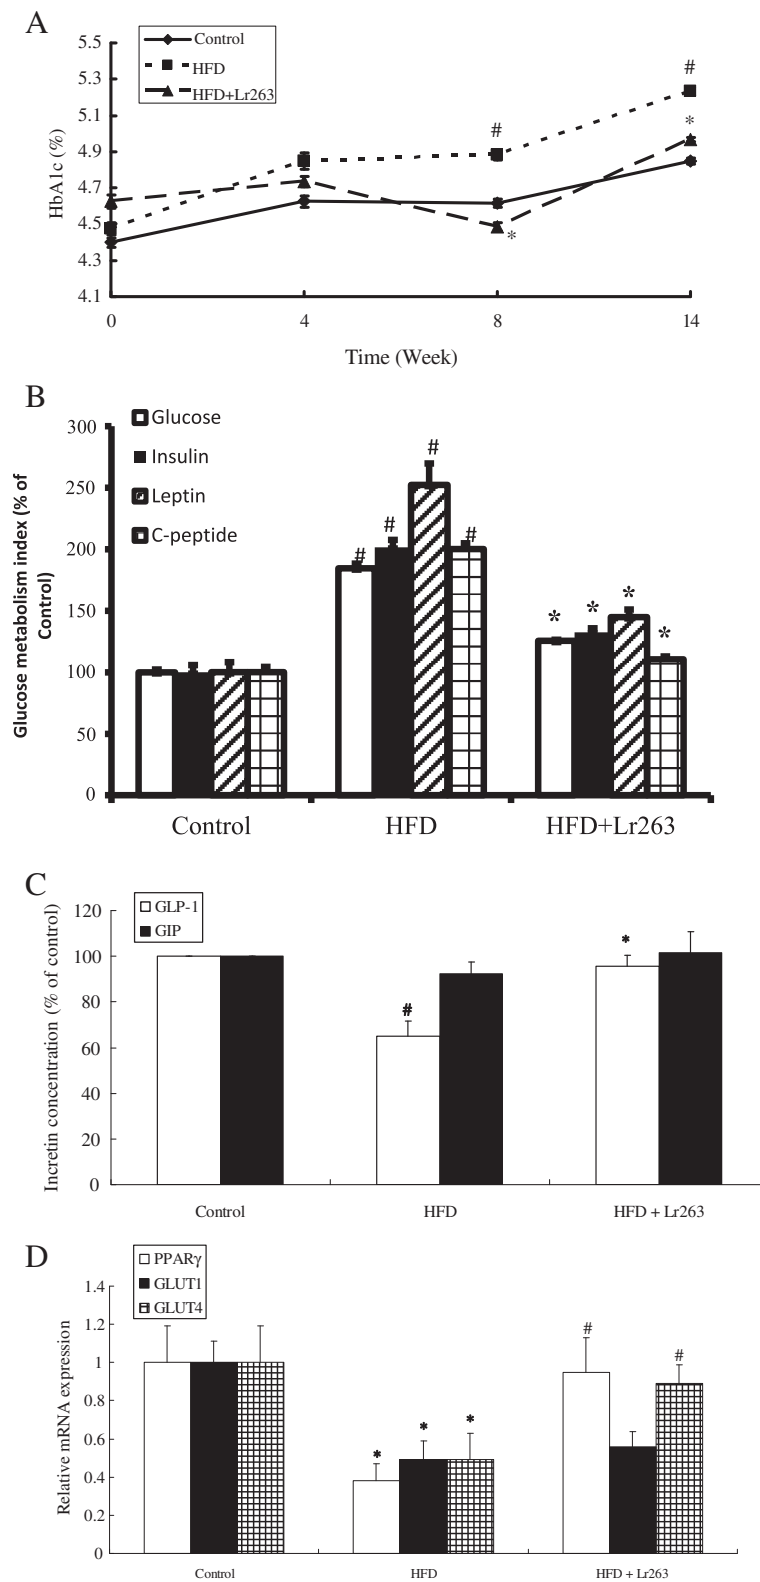 A
5.5
5.3
5.1
4.9
4.7
4.5
4.3
4.1
HbA1c (%)
Control
HFD
HFD+Lr263
#
#
*
*
0
4
8
14
Time (Week)
B
300
250
200
150
100
50
0
Glucose metabolism index (% of
Control)
Glucose
Insulin
Leptin
C-peptide
#
#
#
#
*
*
*
*
Control
HFD
HFD+Lr263
C
120
100
80
60
40
20
0
Incretin concentration (% of control)
GLP-1
GIP
#
*
Control
HFD
HFD + Lr263
D
1.4
1.2
1
0.8
0.6
0.4
0.2
0
Relative mRNA expression
PPARγ
GLUT1
GLUT4
*
*
*
#
#
Control
HFD
HFD + Lr263